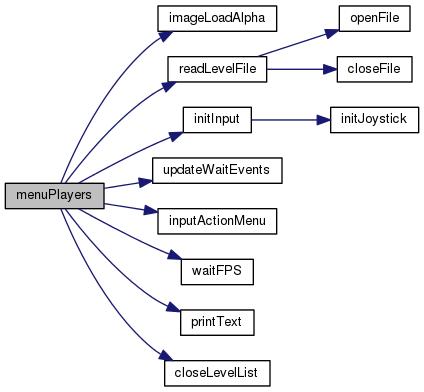 imageLoadAlpha
openFile
readLevelFile
closeFile
initInput
initJoystick
updateWaitEvents
menuPlayers
inputActionMenu
waitFPS
printText
closeLevelList